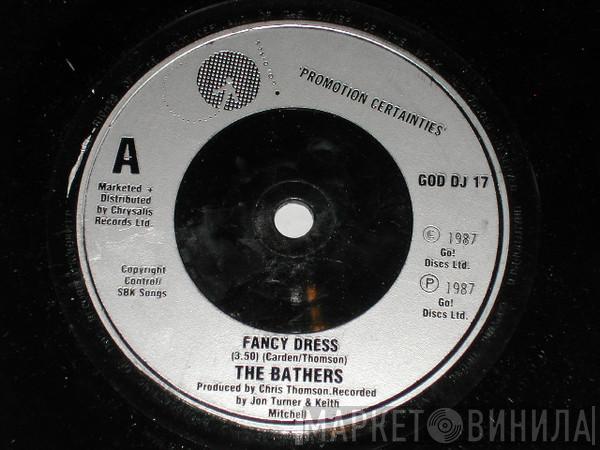 'PROMOTION CERTAINTIES'
A
GOD DJ 17
Marketed +
Distributed
by Chrysalis
Records Ltd.
© 1987
Go!
Discs Ltd.
Copyright
Control/
SBK Songs
Ⓟ 1987
Go!
Discs Ltd.
FANCY DRESS
(3.50) (Carden/Thomson)
THE BATHERS
Produced by Chris Thomson.Recorded
by Jon Turner & Keith
Mitchell
МАРКЕТ ВИНИЛА